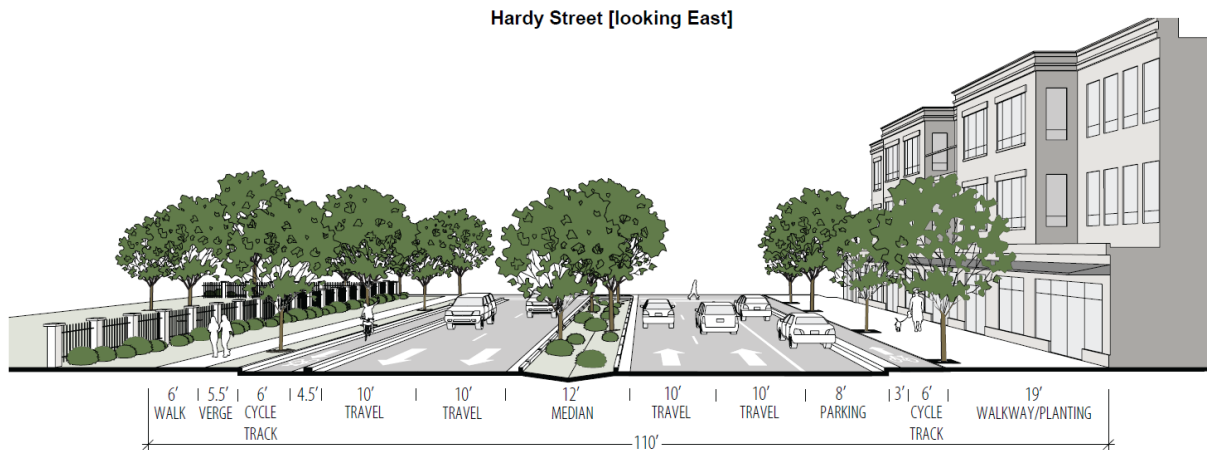 Hardy Street [looking East]
6’ 5.5’ 6’ 4.5’ 10’ 10’ 12’ 10’ 10’ 8’ 3’ 6’ 19’
WALK VERGE CYCLE TRAVEL TRAVEL MEDIAN TRAVEL TRAVEL PARKING CYCLE WALKWAY/PLANTING
TRACK TRACK
110’